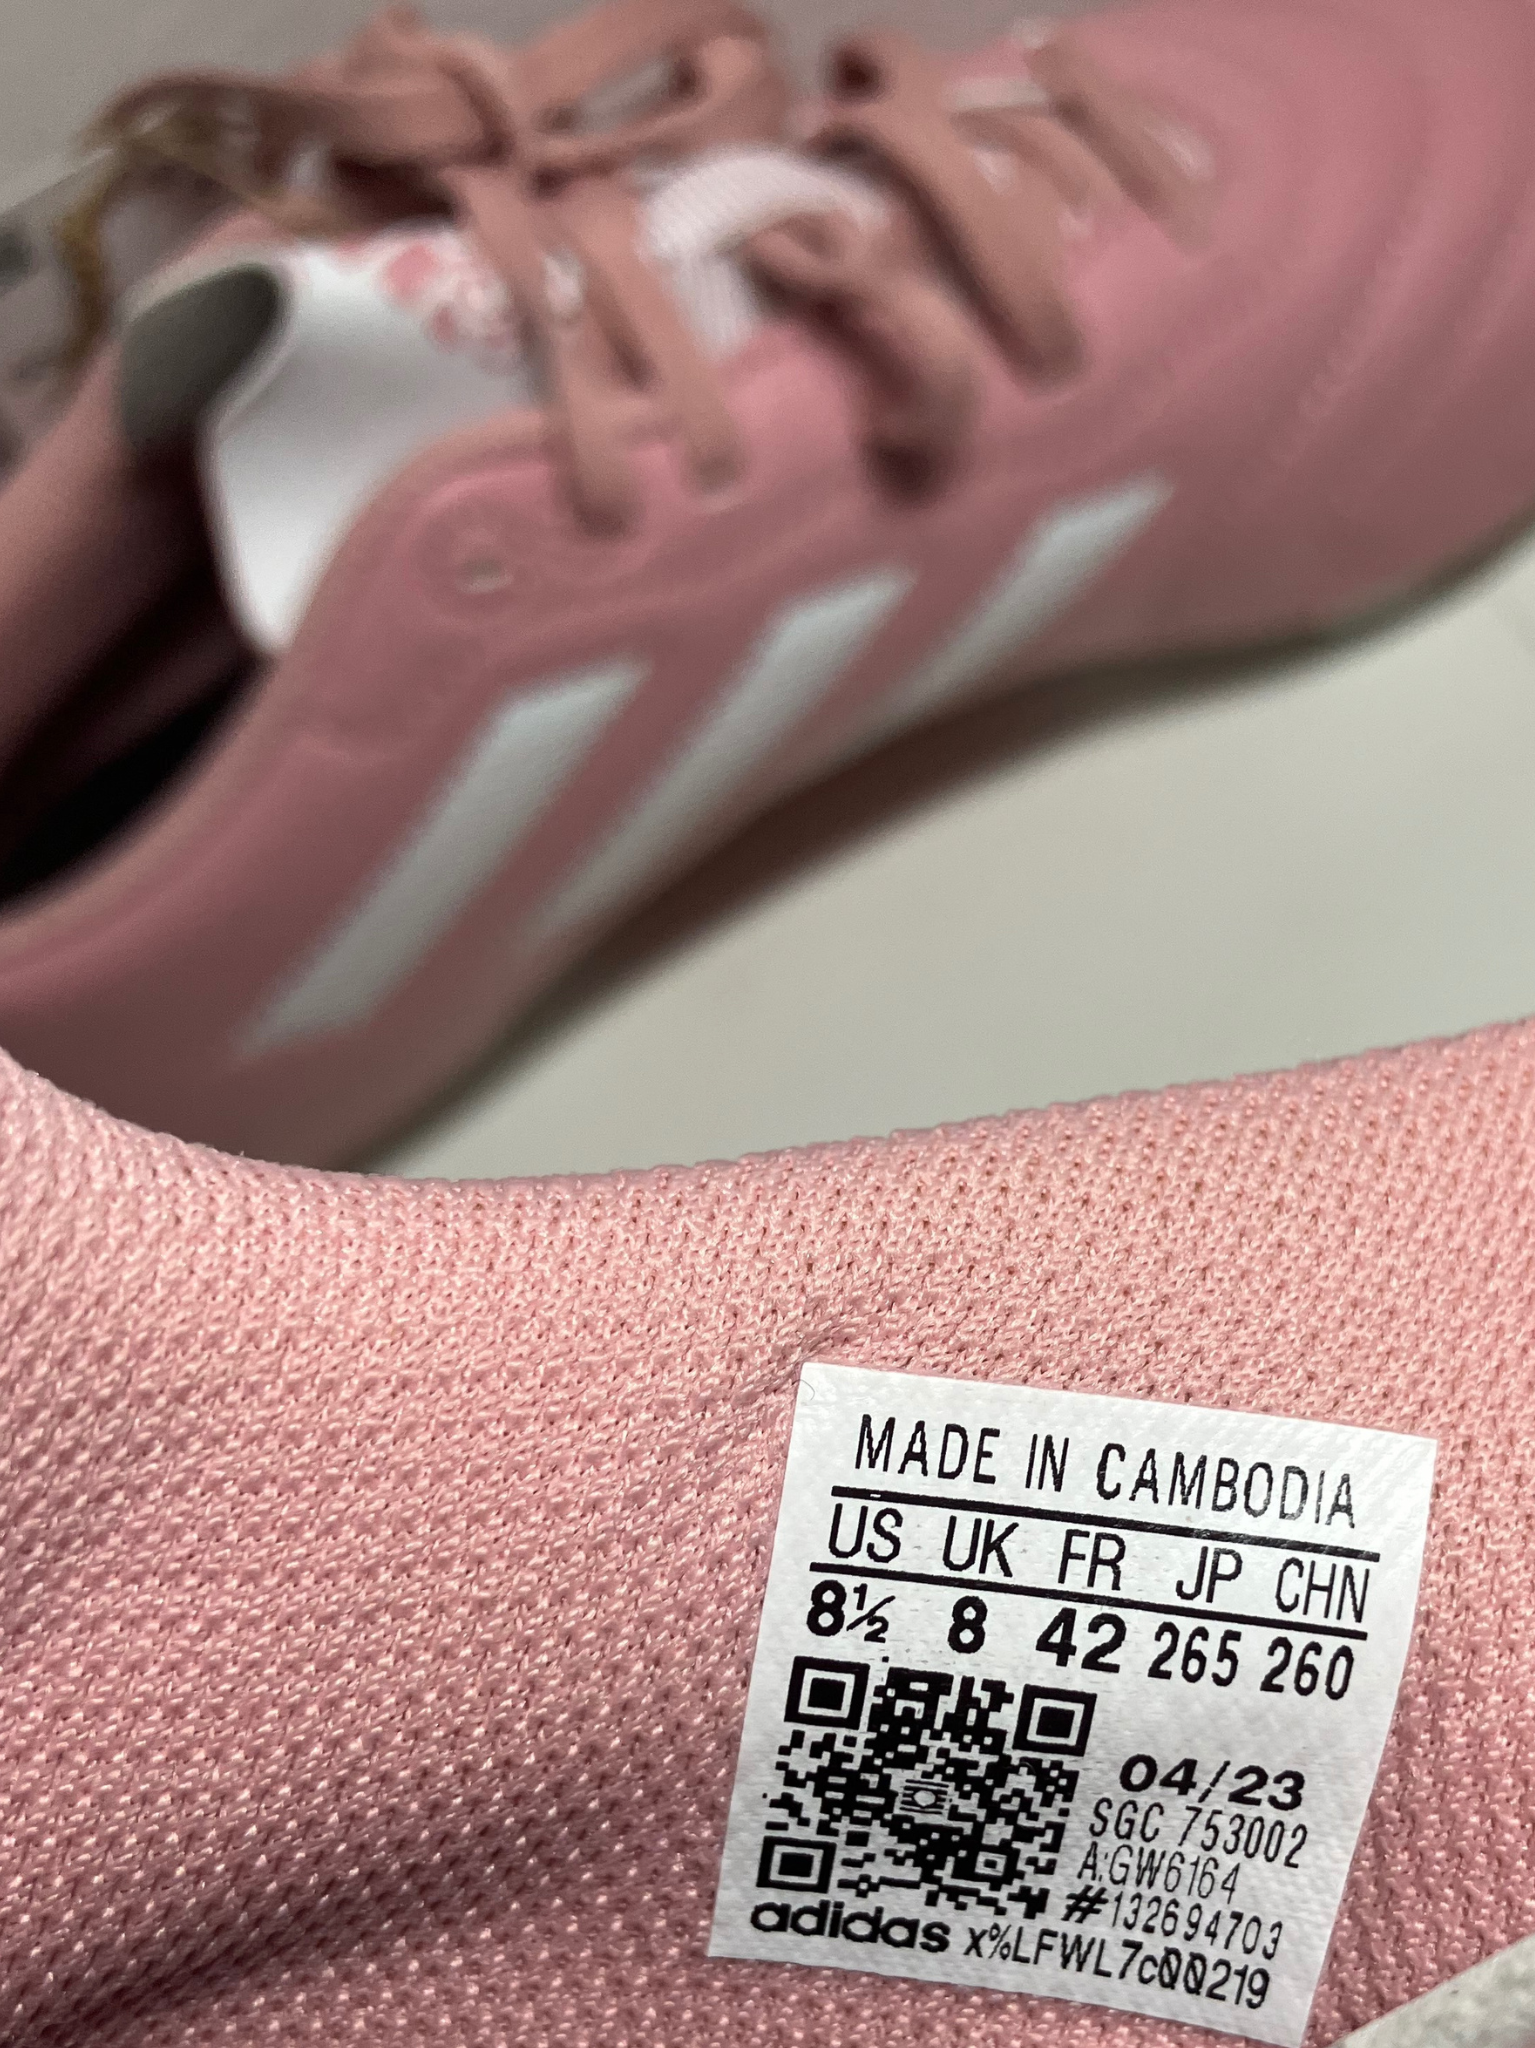 MADE IN CAMBODIA
US UK FR JP CHN
8½ 8 42 265 260
04/23
SGC 753002
A:GW6164
#132694703
adidas x%LFWL7cQQ219